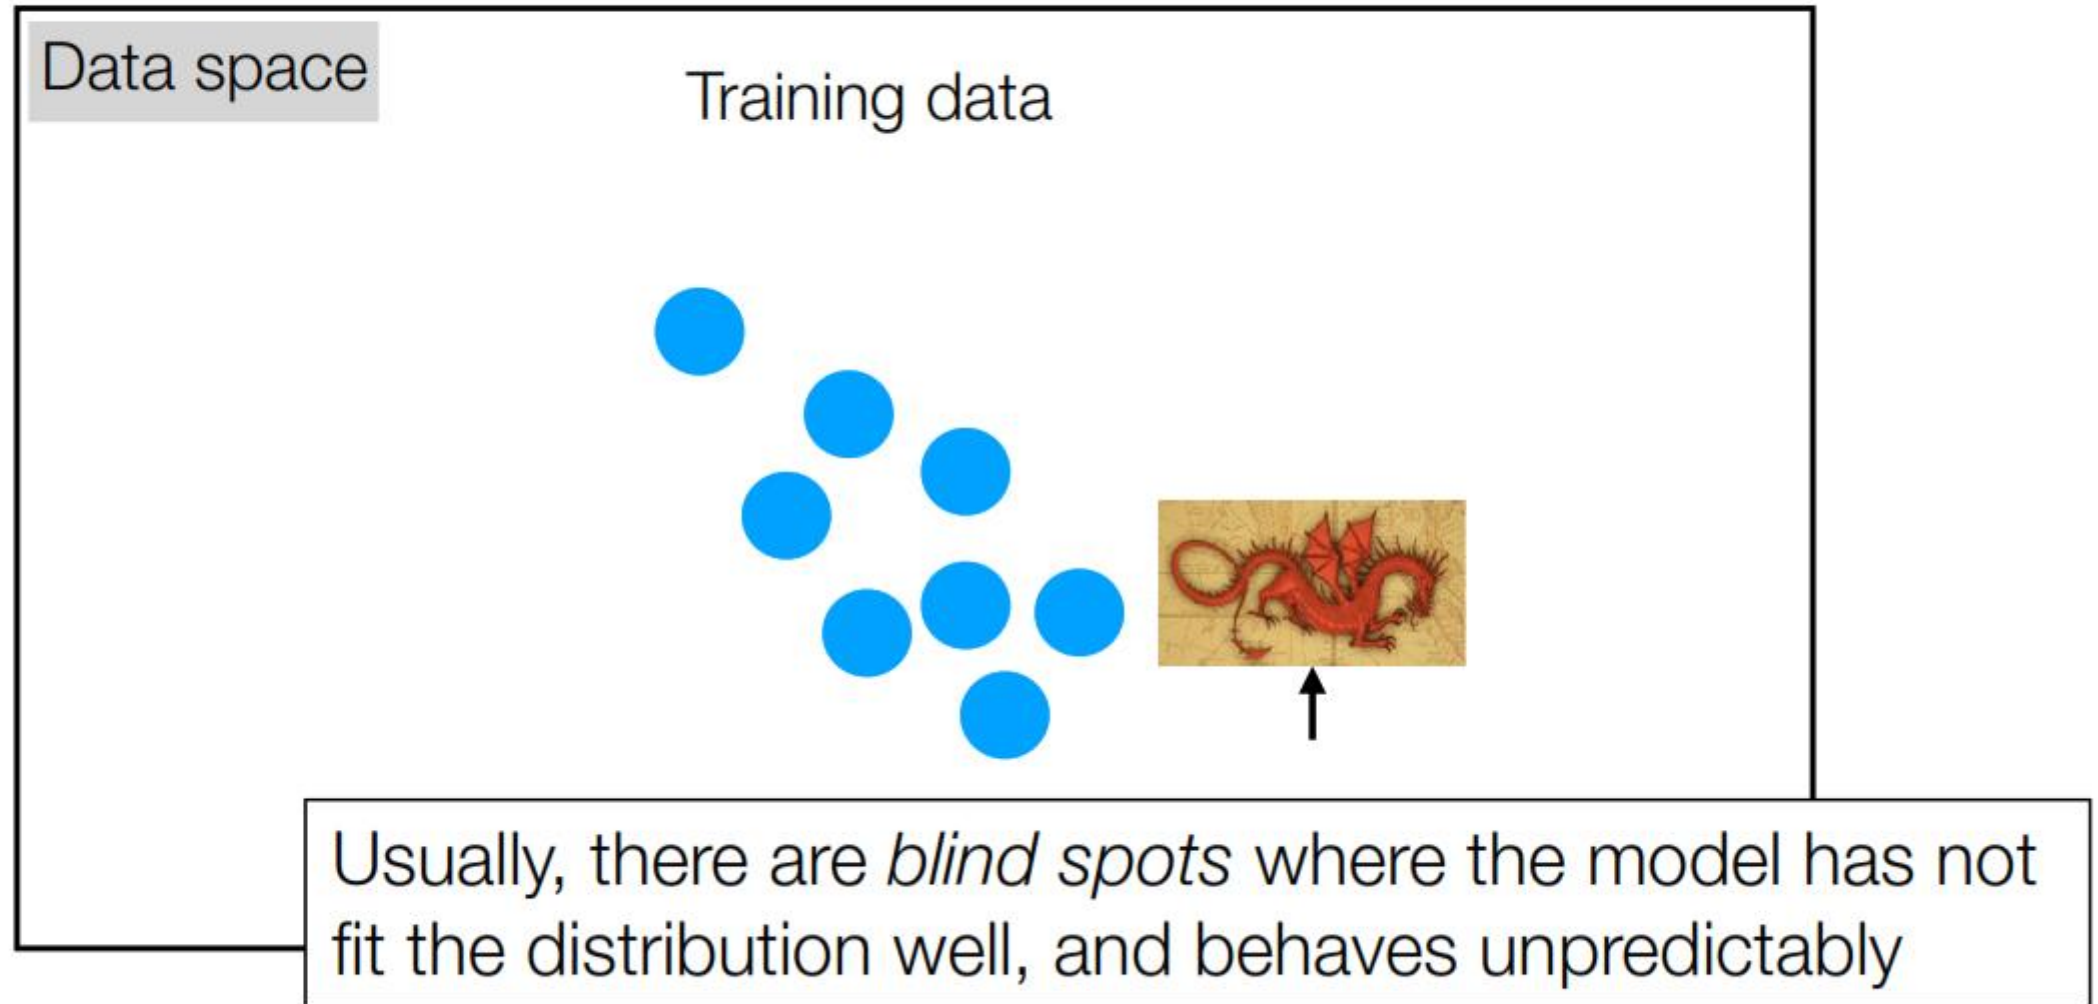 Data space
Training data
Usually, there are blind spots where the model has not
fit the distribution well, and behaves unpredictably